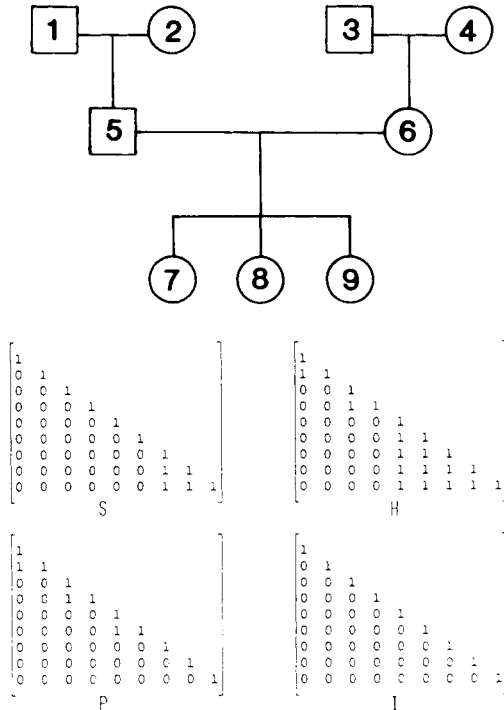 1 2 3 4
5 6
7 8 9
1
0 1
0 0 1
0 0 0 1
0 0 0 0 1
0 0 0 0 0 1
0 0 0 0 0 0 1
0 0 0 0 0 0 1 1
0 0 0 0 0 0 1 1 1
S
1
1 1
0 0 1
0 0 1 1
0 0 0 0 1
0 0 0 0 1 1
0 0 0 0 1 1 1
0 0 0 0 1 1 1 1
0 0 0 0 1 1 1 1 1
H
1
1 1
0 0 1
0 0 1 1
0 0 0 0 1
0 0 0 0 1 1
0 0 0 0 0 0 1
0 0 0 0 0 0 0 1
0 0 0 0 0 0 0 0 1
P
1
0 1
0 0 1
0 0 0 1
0 0 0 0 1
0 0 0 0 0 1
0 0 0 0 0 0 1
0 0 0 0 0 0 0 1
0 0 0 0 0 0 0 0 1
I